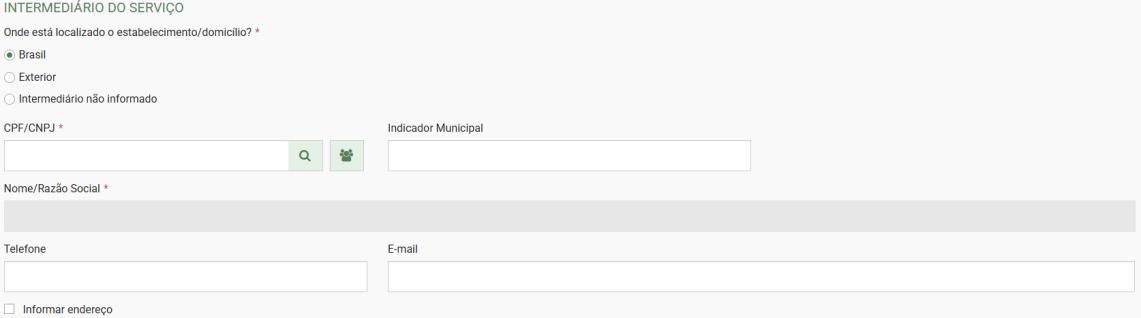 INTERMEDIÁRIO DO SERVIÇO
Onde está localizado o estabelecimento/domicílio? *
Brasil
Exterior
Intermediário não informado
CPF/CNPJ * Indicador Municipal
Nome/Razão Social *
Telefone E-mail
Informar endereço